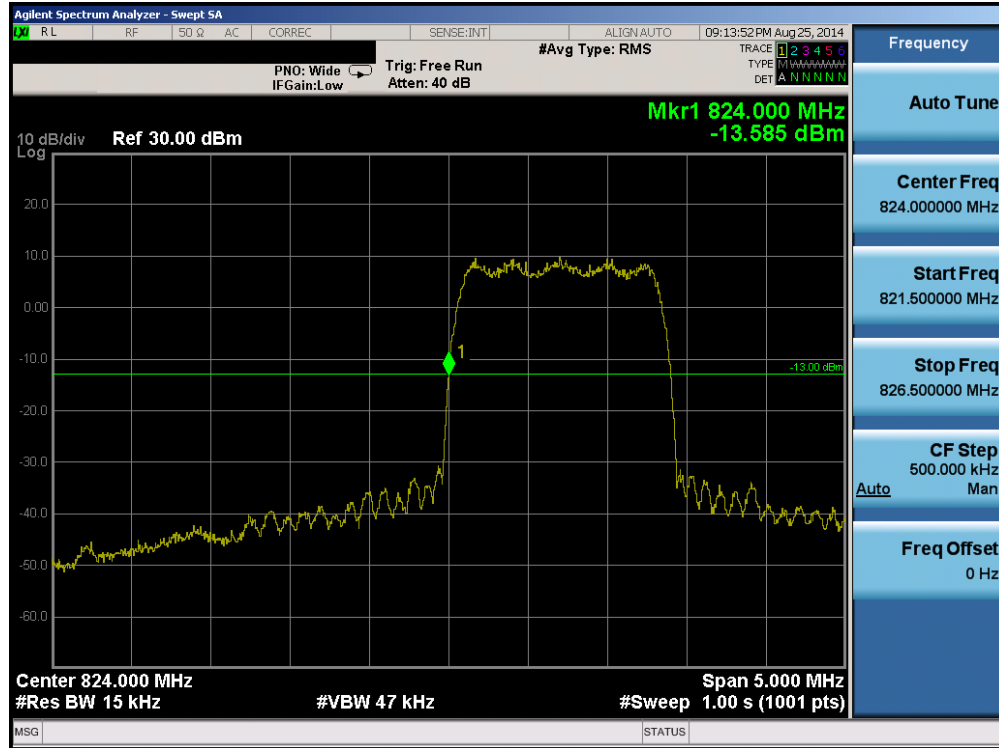 Agilent Spectrum Analyzer - Swept SA
LXI RL RF 50 Ω AC CORREC SENSE:INT ALIGN AUTO 09:13:52 PM Aug 25, 2014
#Avg Type: RMS TRACE 1 2 3 4 5 6
PNO: Wide Trig: Free Run TYPE M W W W W W
IFGain:Low Atten: 40 dB DET A N N N N N
Mkr1 824.000 MHz
-13.585 dBm
10 dB/div Ref 30.00 dBm
Log
20.0
10.0
0.00
1
-10.0
-13.00 dBm
-20.0
-30.0
-40.0
-50.0
-60.0
Center 824.000 MHz Span 5.000 MHz
#Res BW 15 kHz #VBW 47 kHz #Sweep 1.00 s (1001 pts)
MSG STATUS
Frequency
Auto Tune
Center Freq
824.000000 MHz
Start Freq
821.500000 MHz
Stop Freq
826.500000 MHz
CF Step
500.000 kHz
Auto Man
Freq Offset
0 Hz